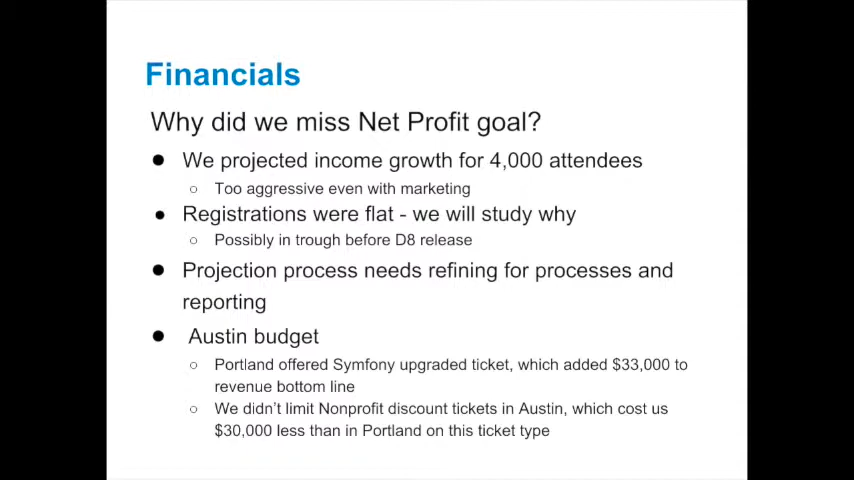 Financials
Why did we miss Net Profit goal?
● We projected income growth for 4,000 attendees
○ Too aggressive even with marketing
● Registrations were flat - we will study why
○ Possibly in trough before D8 release
● Projection process needs refining for processes and
reporting
● Austin budget
○ Portland offered Symfony upgraded ticket, which added $33,000 to
revenue bottom line
○ We didn't limit Nonprofit discount tickets in Austin, which cost us
$30,000 less than in Portland on this ticket type